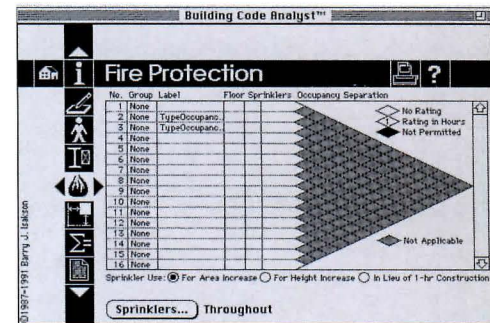 Building Code Analyst™
Fire Protection
?
No. Group Label Floor Sprinklers Occupancy Separation
1 None
2 None TypeOccupanc..
3 None TypeOccupanc..
4 None
5 None
6 None
7 None
8 None
9 None
10 None
11 None
12 None
13 None
14 None
15 None
16 None
No Rating
1 Rating in Hours
Not Permitted
Not Applicable
Sprinkler Use: For Area Increase For Height Increase In Lieu of 1-hr Construction
Sprinklers... Throughout
©1987-1991 Barry J. Isakson